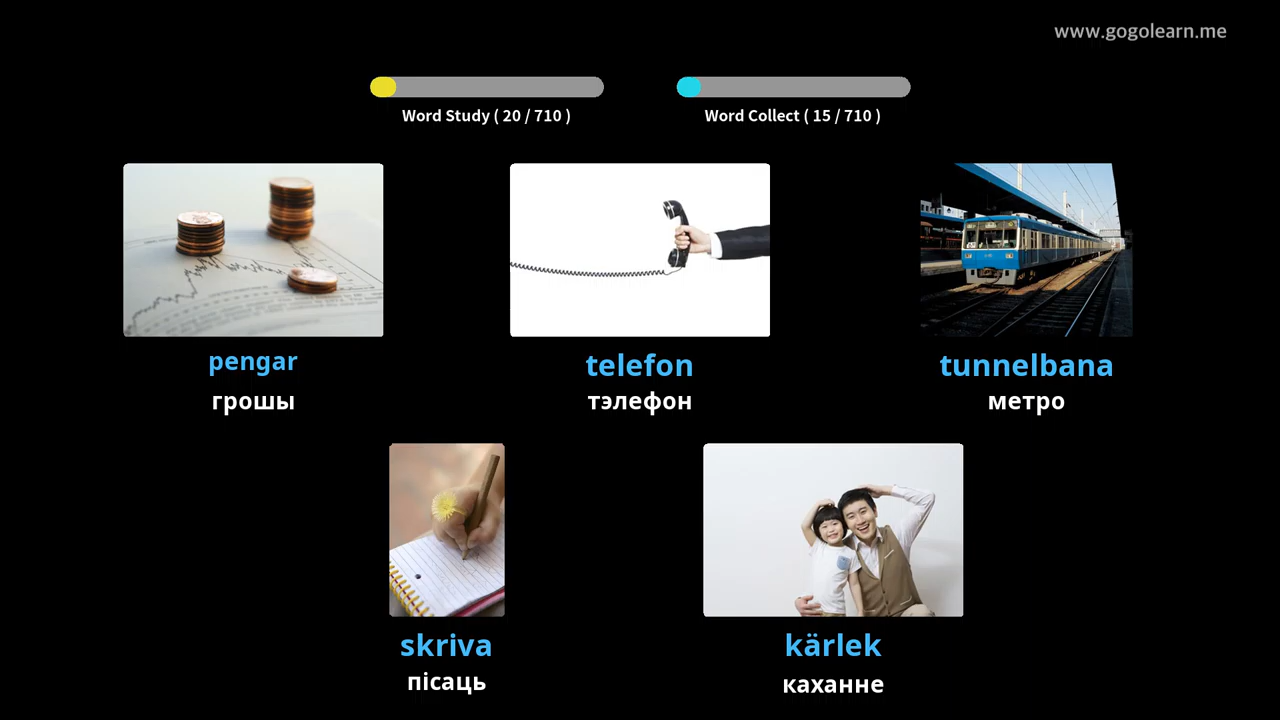 www.gogolearn.me
Word Study ( 20 / 710 )
Word Collect ( 15 / 710 )
pengar
telefon
tunnelbana
грошы
тэлефон
метро
skriva
kärlek
пісаць
каханне